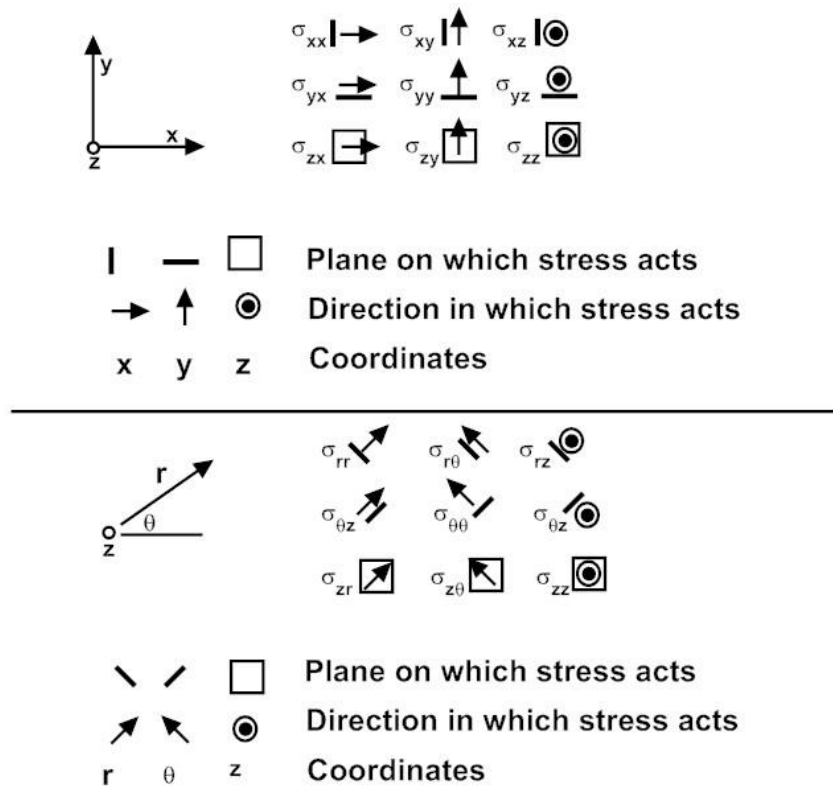 σxx σxy σxz
y
σyx σyy σyz
x
z
σzx σzy σzz
Plane on which stress acts
Direction in which stress acts
x y z Coordinates
σrr σrθ σrz
r
θ
z
σθz σθθ σθz
σzr σzθ σzz
Plane on which stress acts
Direction in which stress acts
r θ z Coordinates